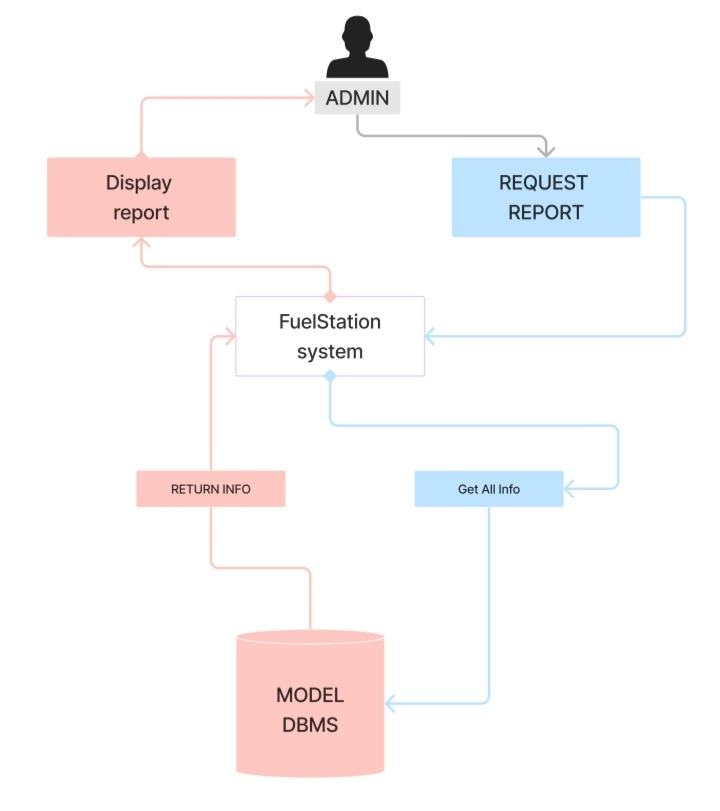 ADMIN
Display
report
REQUEST
REPORT
FuelStation
system
RETURN INFO
Get All Info
MODEL
DBMS